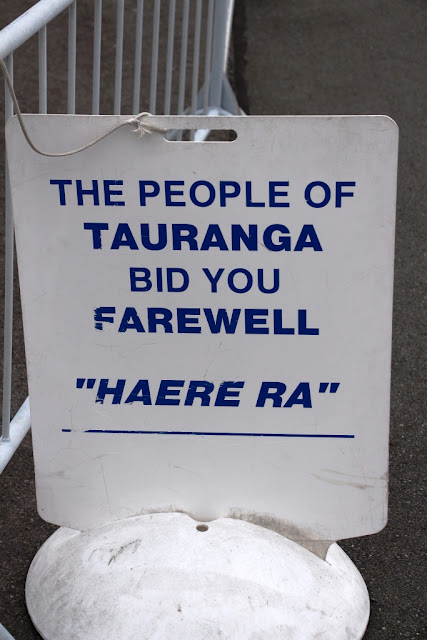 THE PEOPLE OF
TAURANGA
BID YOU
FAREWELL
"HAERE RA"